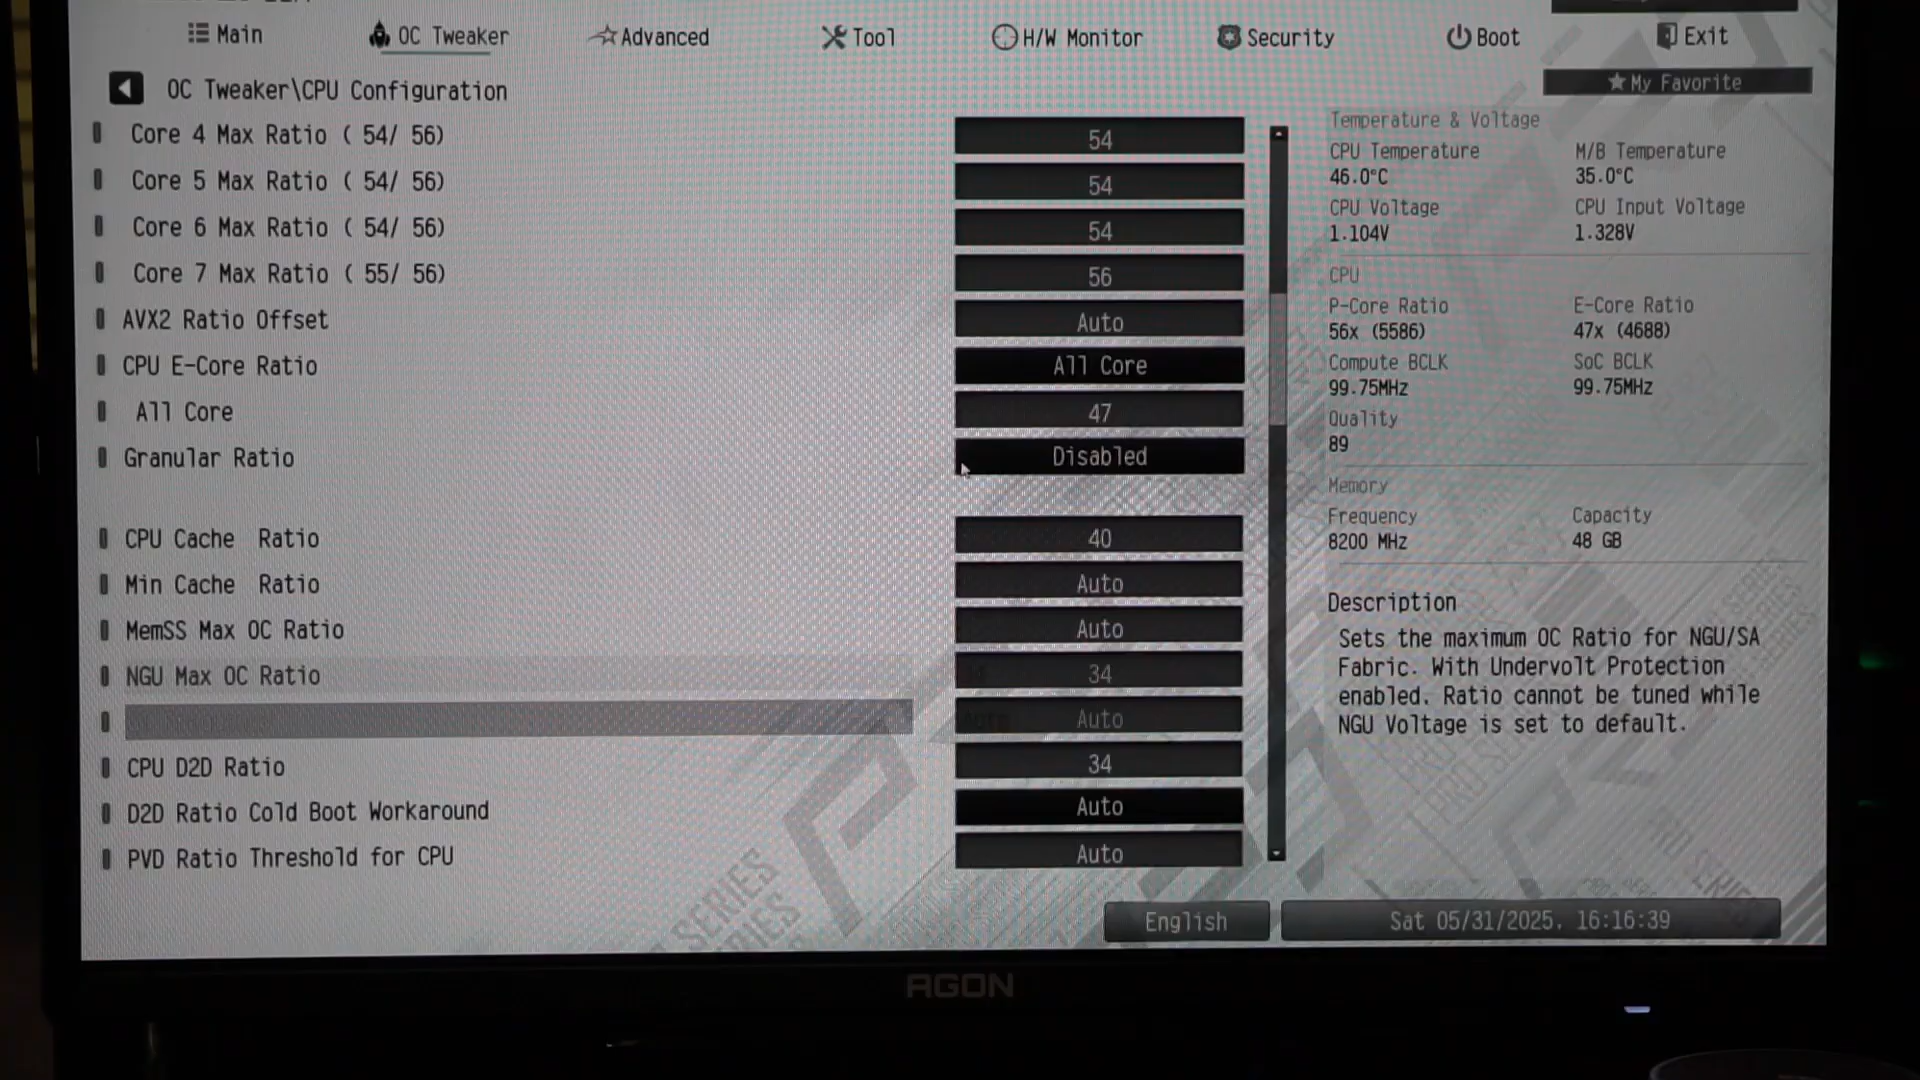 Main
OC Tweaker
Advanced
Tool
H/W Monitor
Security
Boot
Exit
OC Tweaker\CPU Configuration
My Favorite
Core 4 Max Ratio ( 54/ 56) 54
Core 5 Max Ratio ( 54/ 56) 54
Core 6 Max Ratio ( 54/ 56) 54
Core 7 Max Ratio ( 55/ 56) 56
AVX2 Ratio Offset Auto
CPU E-Core Ratio All Core
All Core 47
Granular Ratio Disabled
CPU Cache Ratio 40
Min Cache Ratio Auto
MemSS Max OC Ratio Auto
NGU Max OC Ratio 34
Auto
CPU D2D Ratio 34
D2D Ratio Cold Boot Workaround Auto
PVD Ratio Threshold for CPU Auto
Temperature & Voltage
CPU Temperature M/B Temperature
46.0°C 35.0°C
CPU Voltage CPU Input Voltage
1.104V 1.328V
CPU
P-Core Ratio E-Core Ratio
56x (5586) 47x (4688)
Compute BCLK SoC BCLK
99.75MHz 99.75MHz
Quality
89
Memory
Frequency Capacity
8200 MHz 48 GB
Description
Sets the maximum OC Ratio for NGU/SA
Fabric. With Undervolt Protection
enabled. Ratio cannot be tuned while
NGU Voltage is set to default.
SERIES
SERIES
English
Sat 05/31/2025. 16:16:39
AGON